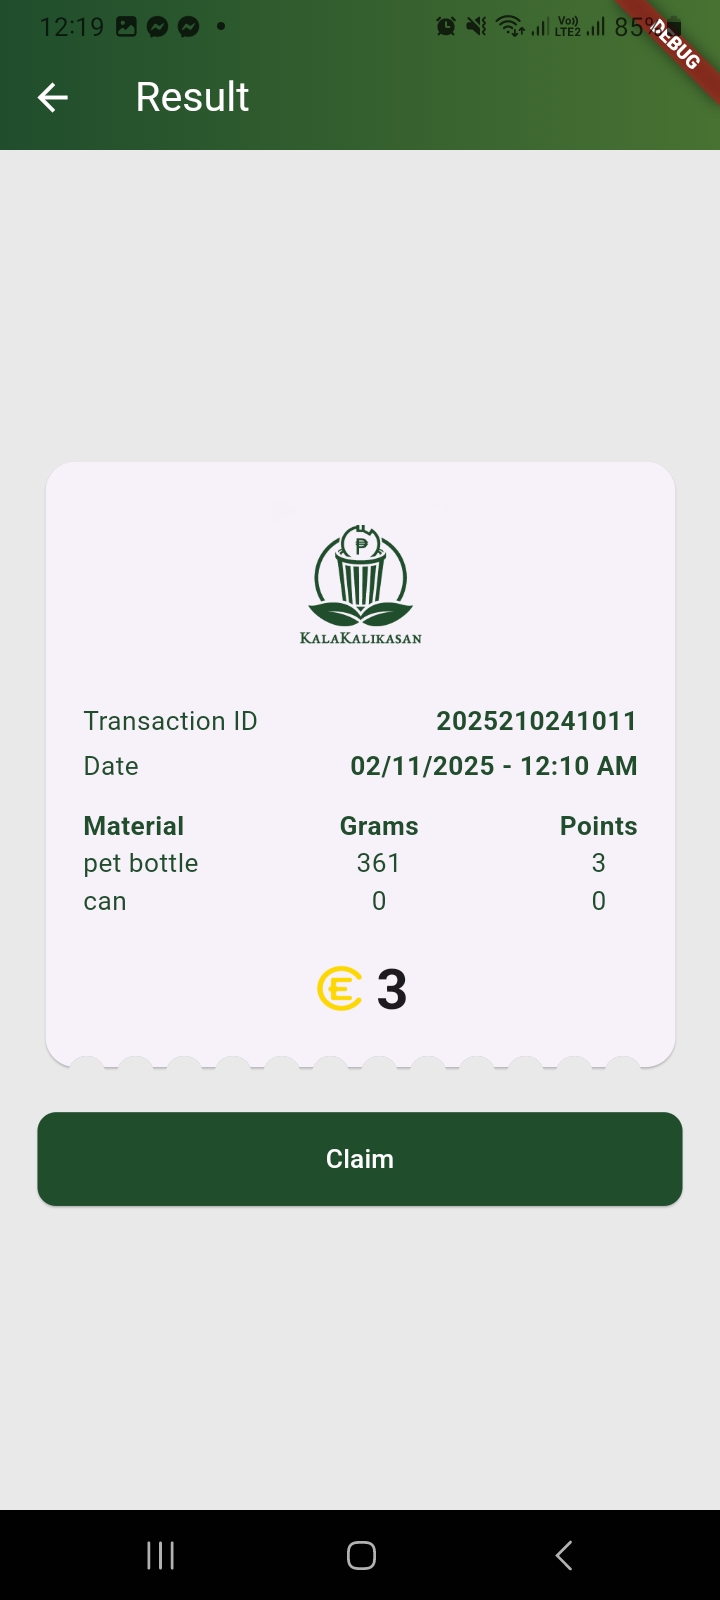 12:19 Vo)) LTE2 85%
DEBUG
Result
₱
KALAKALIKASAN
Transaction ID 2025210241011
Date 02/11/2025 - 12:10 AM
Material Grams Points
pet bottle 361 3
can 0 0
3
Claim